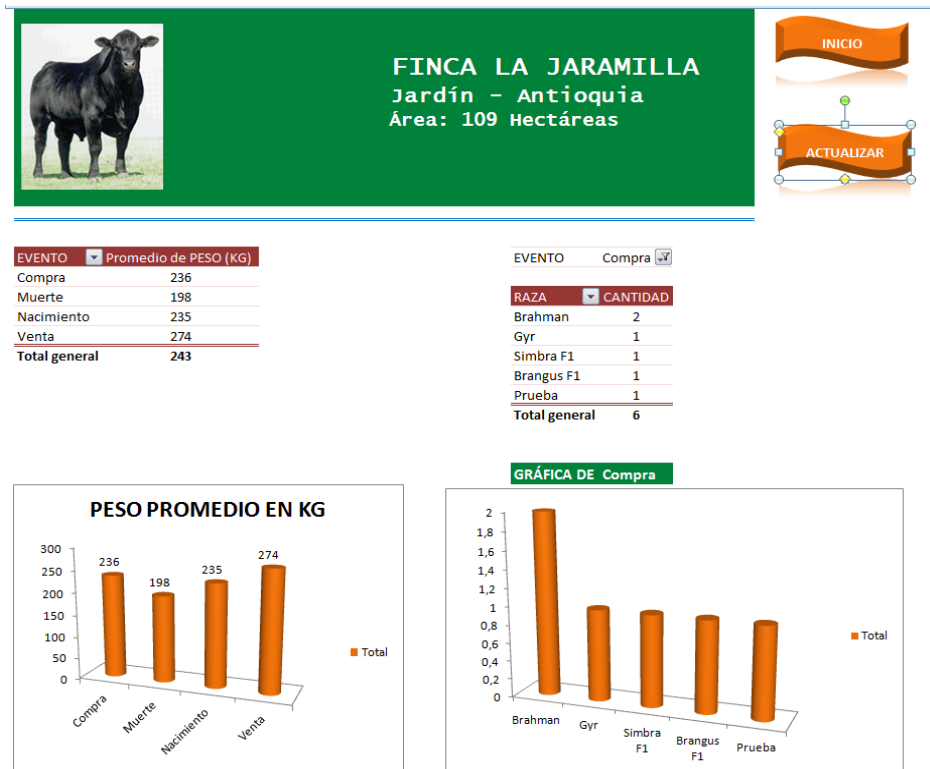 FINCA LA JARAMILLA
Jardín - Antioquia
Área: 109 Hectáreas
INICIO
ACTUALIZAR
EVENTO Promedio de PESO (KG)
Compra 236
Muerte 198
Nacimiento 235
Venta 274
Total general 243
EVENTO Compra
RAZA CANTIDAD
Brahman 2
Gyr 1
Simbra F1 1
Brangus F1 1
Prueba 1
Total general 6
GRÁFICA DE Compra
PESO PROMEDIO EN KG
300
250
200
150
100
50
0
236
198
235
274
Compra
Muerte
Nacimiento
Venta
Total
2
1,8
1,6
1,4
1,2
1
0,8
0,6
0,4
0,2
0
Brahman
Gyr
Simbra
F1
Brangus
F1
Prueba
Total